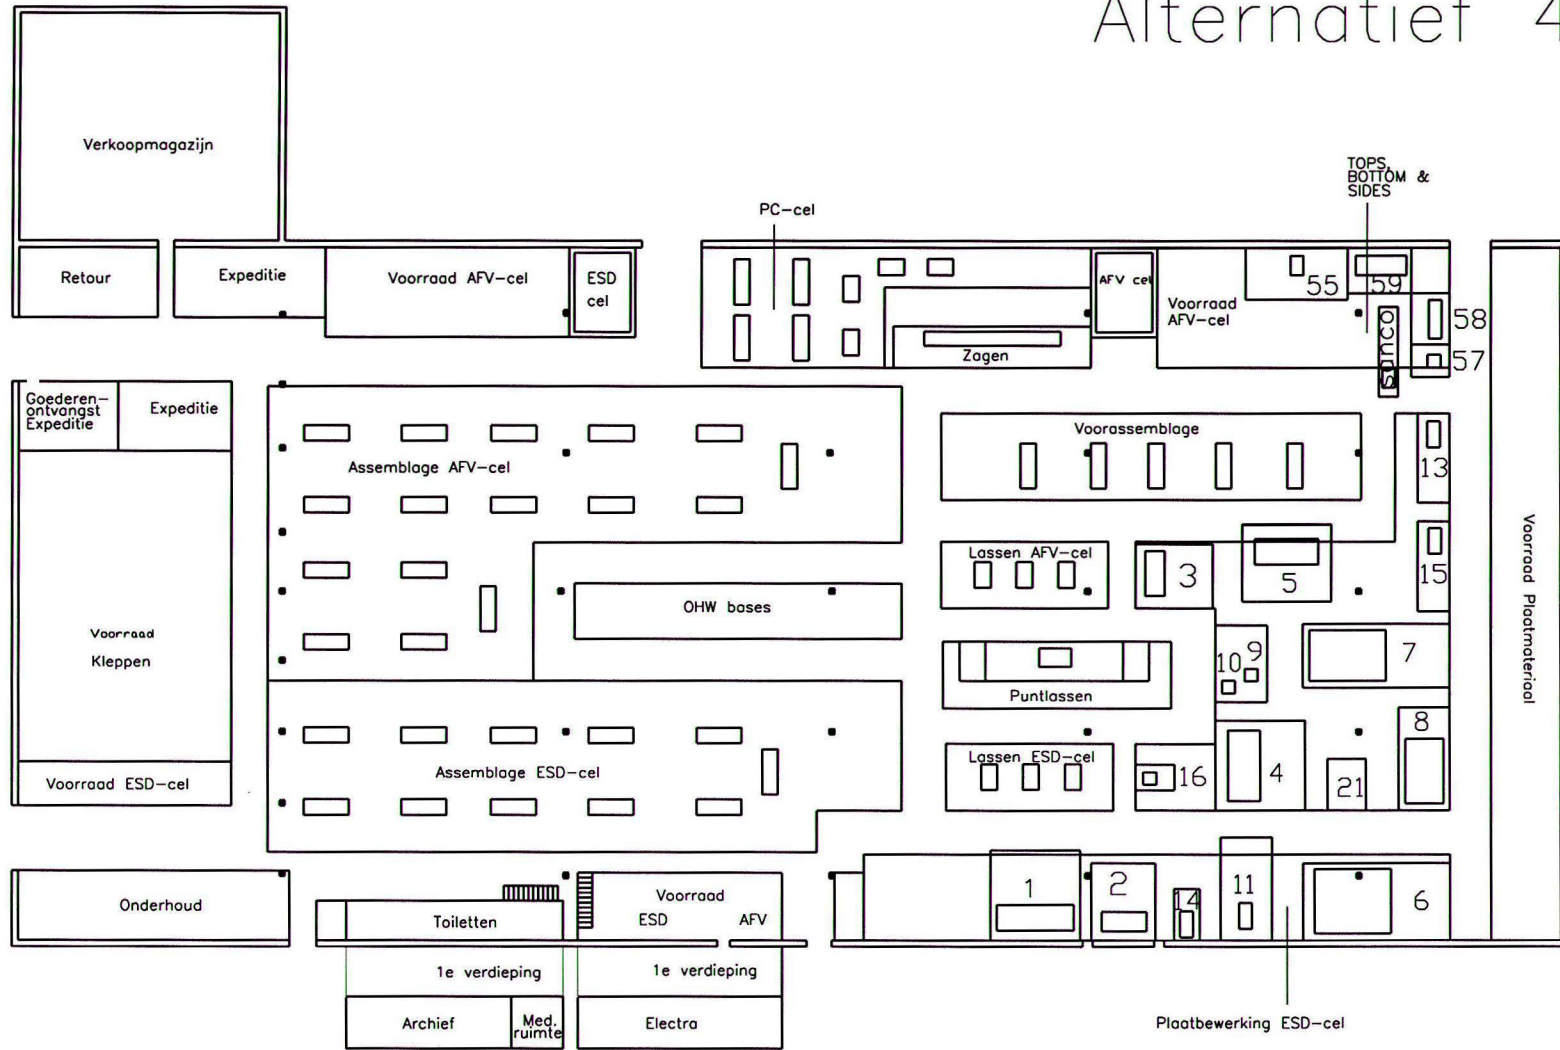 Alternatief 4
Verkoopmagazijn
TOPS,
BOTTOM &
SIDES
PC-cel
Retour
Expeditie
Voorraad AFV-cel
ESD
cel
AFV cel
Voorraad
AFV-cel
55
59
58
57
sanco
Zagen
Goederen-
ontvangst
Expeditie
Expeditie
Assemblage AFV-cel
Voorassemblage
13
Lassen AFV-cel
3
5
15
Voorraad Plaatmateriaal
OHW bases
Voorraad
Kleppen
10
9
7
Puntlassen
8
Voorraad ESD-cel
Assemblage ESD-cel
Lassen ESD-cel
16
4
21
Onderhoud
Toiletten
Voorraad
ESD
AFV
1
2
14
11
6
1e verdieping
1e verdieping
Archief
Med.
ruimte
Electra
Plaatbewerking ESD-cel